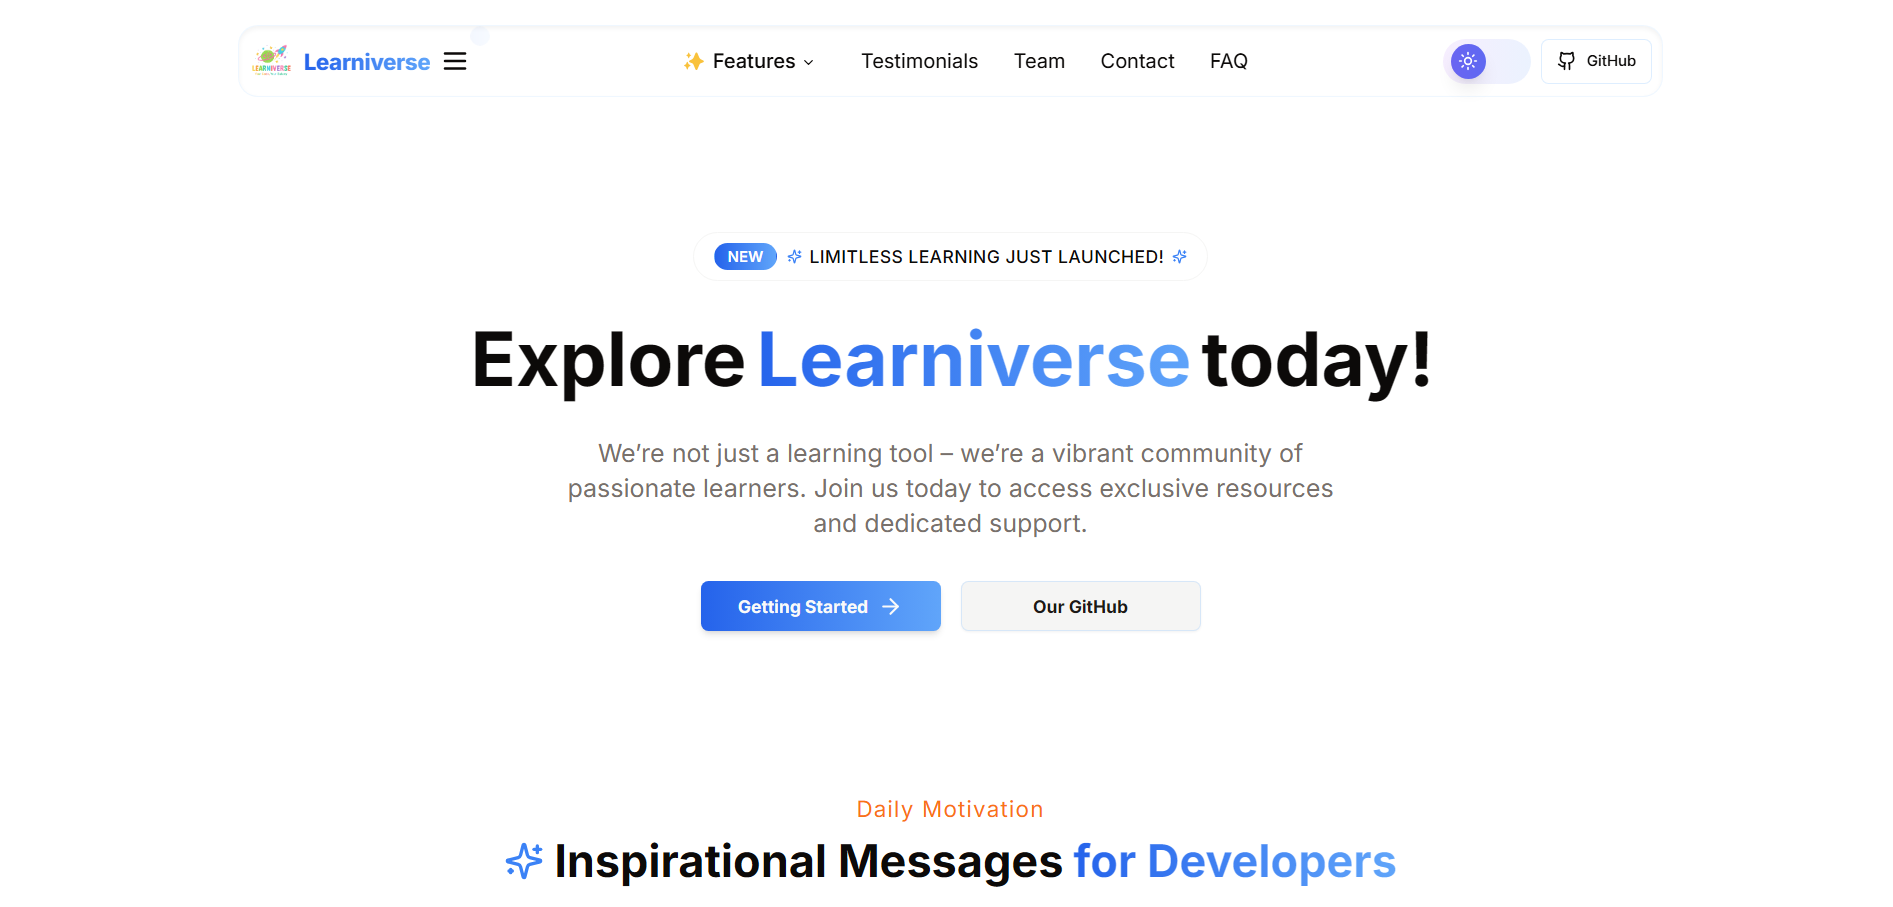 LEARNIVERSE
Learniverse
✨ Features
Testimonials
Team
Contact
FAQ
GitHub
NEW
LIMITLESS LEARNING JUST LAUNCHED!
Explore Learniverse today!
We’re not just a learning tool – we’re a vibrant community of
passionate learners. Join us today to access exclusive resources
and dedicated support.
Getting Started
Our GitHub
Daily Motivation
Inspirational Messages for Developers